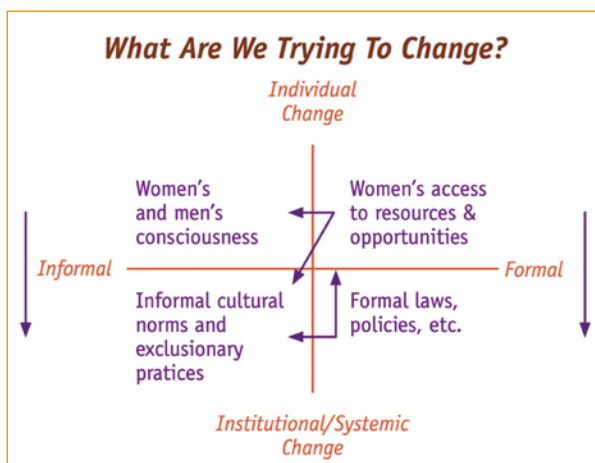 What Are We Trying To Change?
Individual
Change
Women's
and men's
consciousness
Women's access
to resources &
opportunities
Informal
Formal
Informal cultural
norms and
exclusionary
pratices
Formal laws,
policies, etc.
Institutional/Systemic
Change